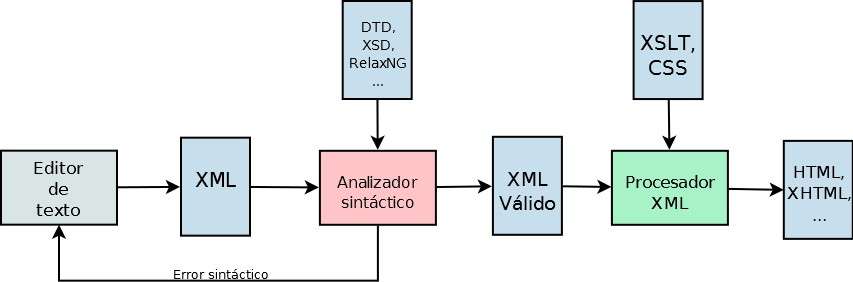 DTD,
XSD,
RelaxNG
...
XSLT,
CSS
Editor
de
texto
XML
Analizador
sintáctico
XML
Válido
Procesador
XML
HTML,
XHTML,
...
Error sintáctico